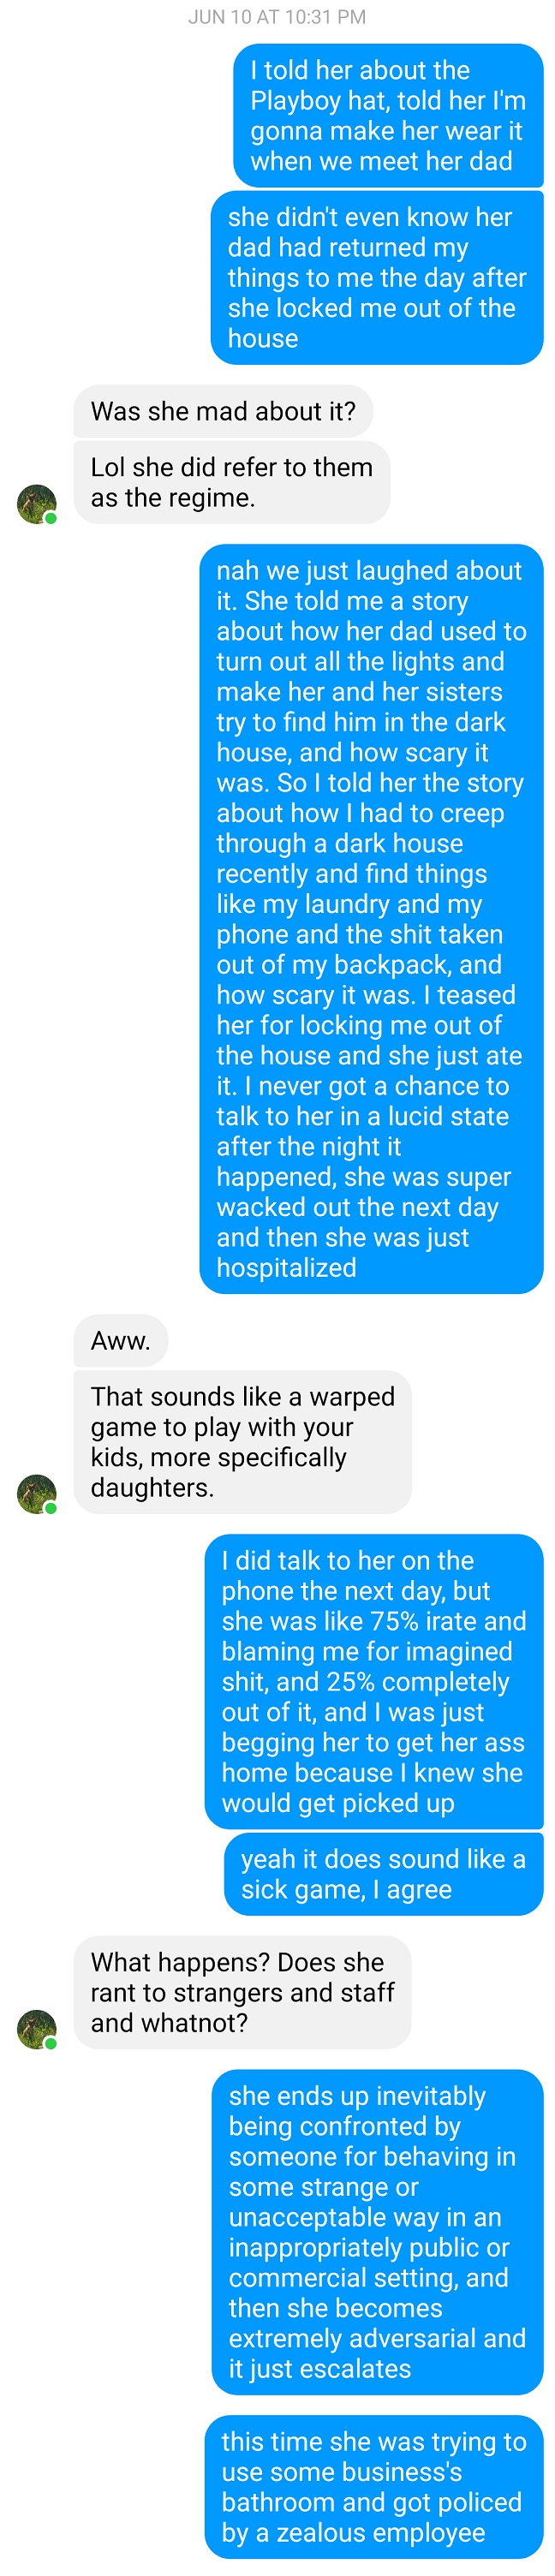 JUN 10 AT 10:31 PM
I told her about the
Playboy hat, told her I'm
gonna make her wear it
when we meet her dad
she didn't even know her
dad had returned my
things to me the day after
she locked me out of the
house
Was she mad about it?
Lol she did refer to them
as the regime.
nah we just laughed about
it. She told me a story
about how her dad used to
turn out all the lights and
make her and her sisters
try to find him in the dark
house, and how scary it
was. So I told her the story
about how I had to creep
through a dark house
recently and find things
like my laundry and my
phone and the shit taken
out of my backpack, and
how scary it was. I teased
her for locking me out of
the house and she just ate
it. I never got a chance to
talk to her in a lucid state
after the night it
happened, she was super
wacked out the next day
and then she was just
hospitalized
Aww.
That sounds like a warped
game to play with your
kids, more specifically
daughters.
I did talk to her on the
phone the next day, but
she was like 75% irate and
blaming me for imagined
shit, and 25% completely
out of it, and I was just
begging her to get her ass
home because I knew she
would get picked up
yeah it does sound like a
sick game, I agree
What happens? Does she
rant to strangers and staff
and whatnot?
she ends up inevitably
being confronted by
someone for behaving in
some strange or
unacceptable way in an
inappropriately public or
commercial setting, and
then she becomes
extremely adversarial and
it just escalates
this time she was trying to
use some business's
bathroom and got policed
by a zealous employee